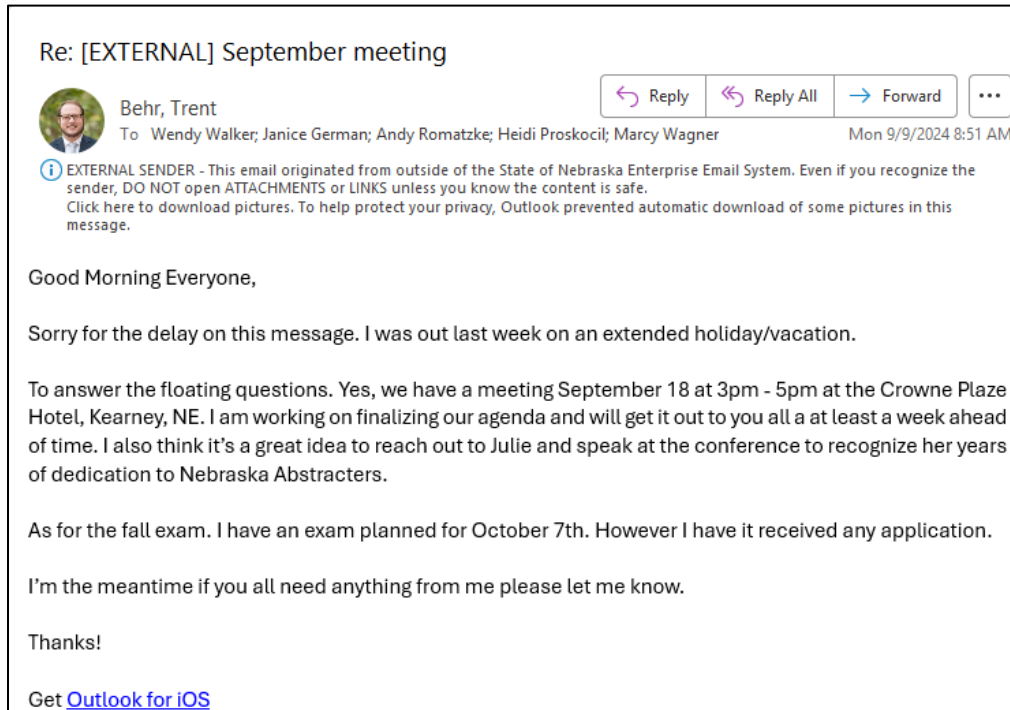 Re: [EXTERNAL] September meeting
Behr, Trent
Reply Reply All Forward
To Wendy Walker; Janice German; Andy Romatzke; Heidi Proskocil; Marcy Wagner
Mon 9/9/2024 8:51 AM
EXTERNAL SENDER - This email originated from outside of the State of Nebraska Enterprise Email System. Even if you recognize the
sender, DO NOT open ATTACHMENTS or LINKS unless you know the content is safe.
Click here to download pictures. To help protect your privacy, Outlook prevented automatic download of some pictures in this
message.
Good Morning Everyone,
Sorry for the delay on this message. I was out last week on an extended holiday/vacation.
To answer the floating questions. Yes, we have a meeting September 18 at 3pm - 5pm at the Crowne Plaze
Hotel, Kearney, NE. I am working on finalizing our agenda and will get it out to you all a at least a week ahead
of time. I also think it’s a great idea to reach out to Julie and speak at the conference to recognize her years
of dedication to Nebraska Abstracters.
As for the fall exam. I have an exam planned for October 7th. However I have it received any application.
I’m the meantime if you all need anything from me please let me know.
Thanks!
Get Outlook for iOS